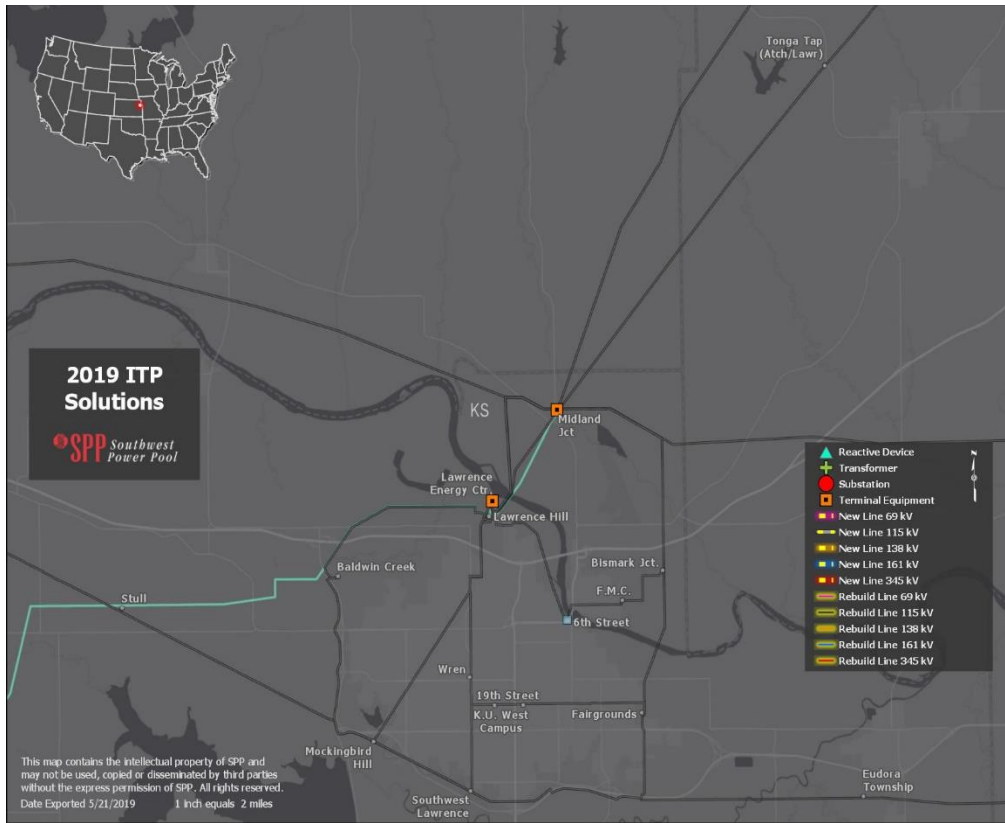 Tonga Tap
(Atch/Lawr)
2019 ITP
Solutions
SPP Southwest
Power Pool
KS
Midland
Jct
Lawrence
Energy Ctr.
Lawrence Hill
Baldwin Creek
Bismark Jct.
F.M.C.
Stull
6th Street
Wren
19th Street
K.U. West
Campus
Fairgrounds
Mockingbird
Hill
Southwest
Lawrence
Eudora
Township
Reactive Device
Transformer
Substation
Terminal Equipment
New Line 69 kV
New Line 115 kV
New Line 138 kV
New Line 161 kV
New Line 345 kV
Rebuild Line 69 kV
Rebuild Line 115 kV
Rebuild Line 138 kV
Rebuild Line 161 kV
Rebuild Line 345 kV
N
This map contains the intellectual property of SPP and
may not be used, copied or disseminated by third parties
without the express permission of SPP. All rights reserved.
Date Exported 5/21/2019 1 inch equals 2 miles